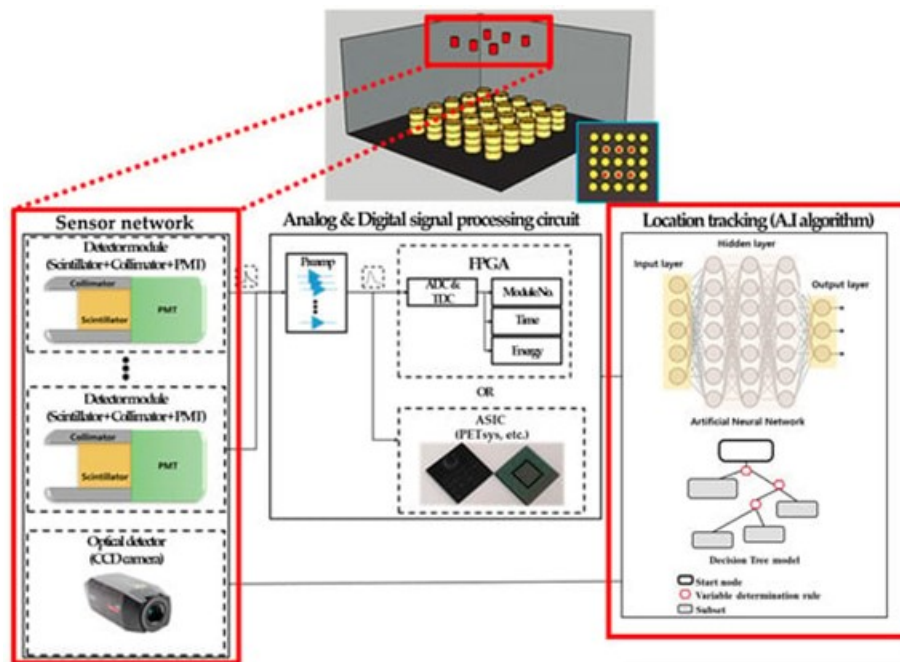 Sensor network
Detector module
(Scintillator+Collimator+PMT)
Collimator
Scintillator
PMT
Detector module
(Scintillator+Collimator+PMT)
Collimator
Scintillator
PMT
Optical detector
(CCD camera)
Analog & Digital signal processing circuit
Preamp
FPGA
ADC &
TDC
Module No.
Time
Energy
OR
ASIC
(PETsys, etc.)
Location tracking (A.I algorithm)
Hidden layer
Input layer
Output layer
Artificial Neural Network
Decision Tree model
Start node
Variable determination rule
Subset